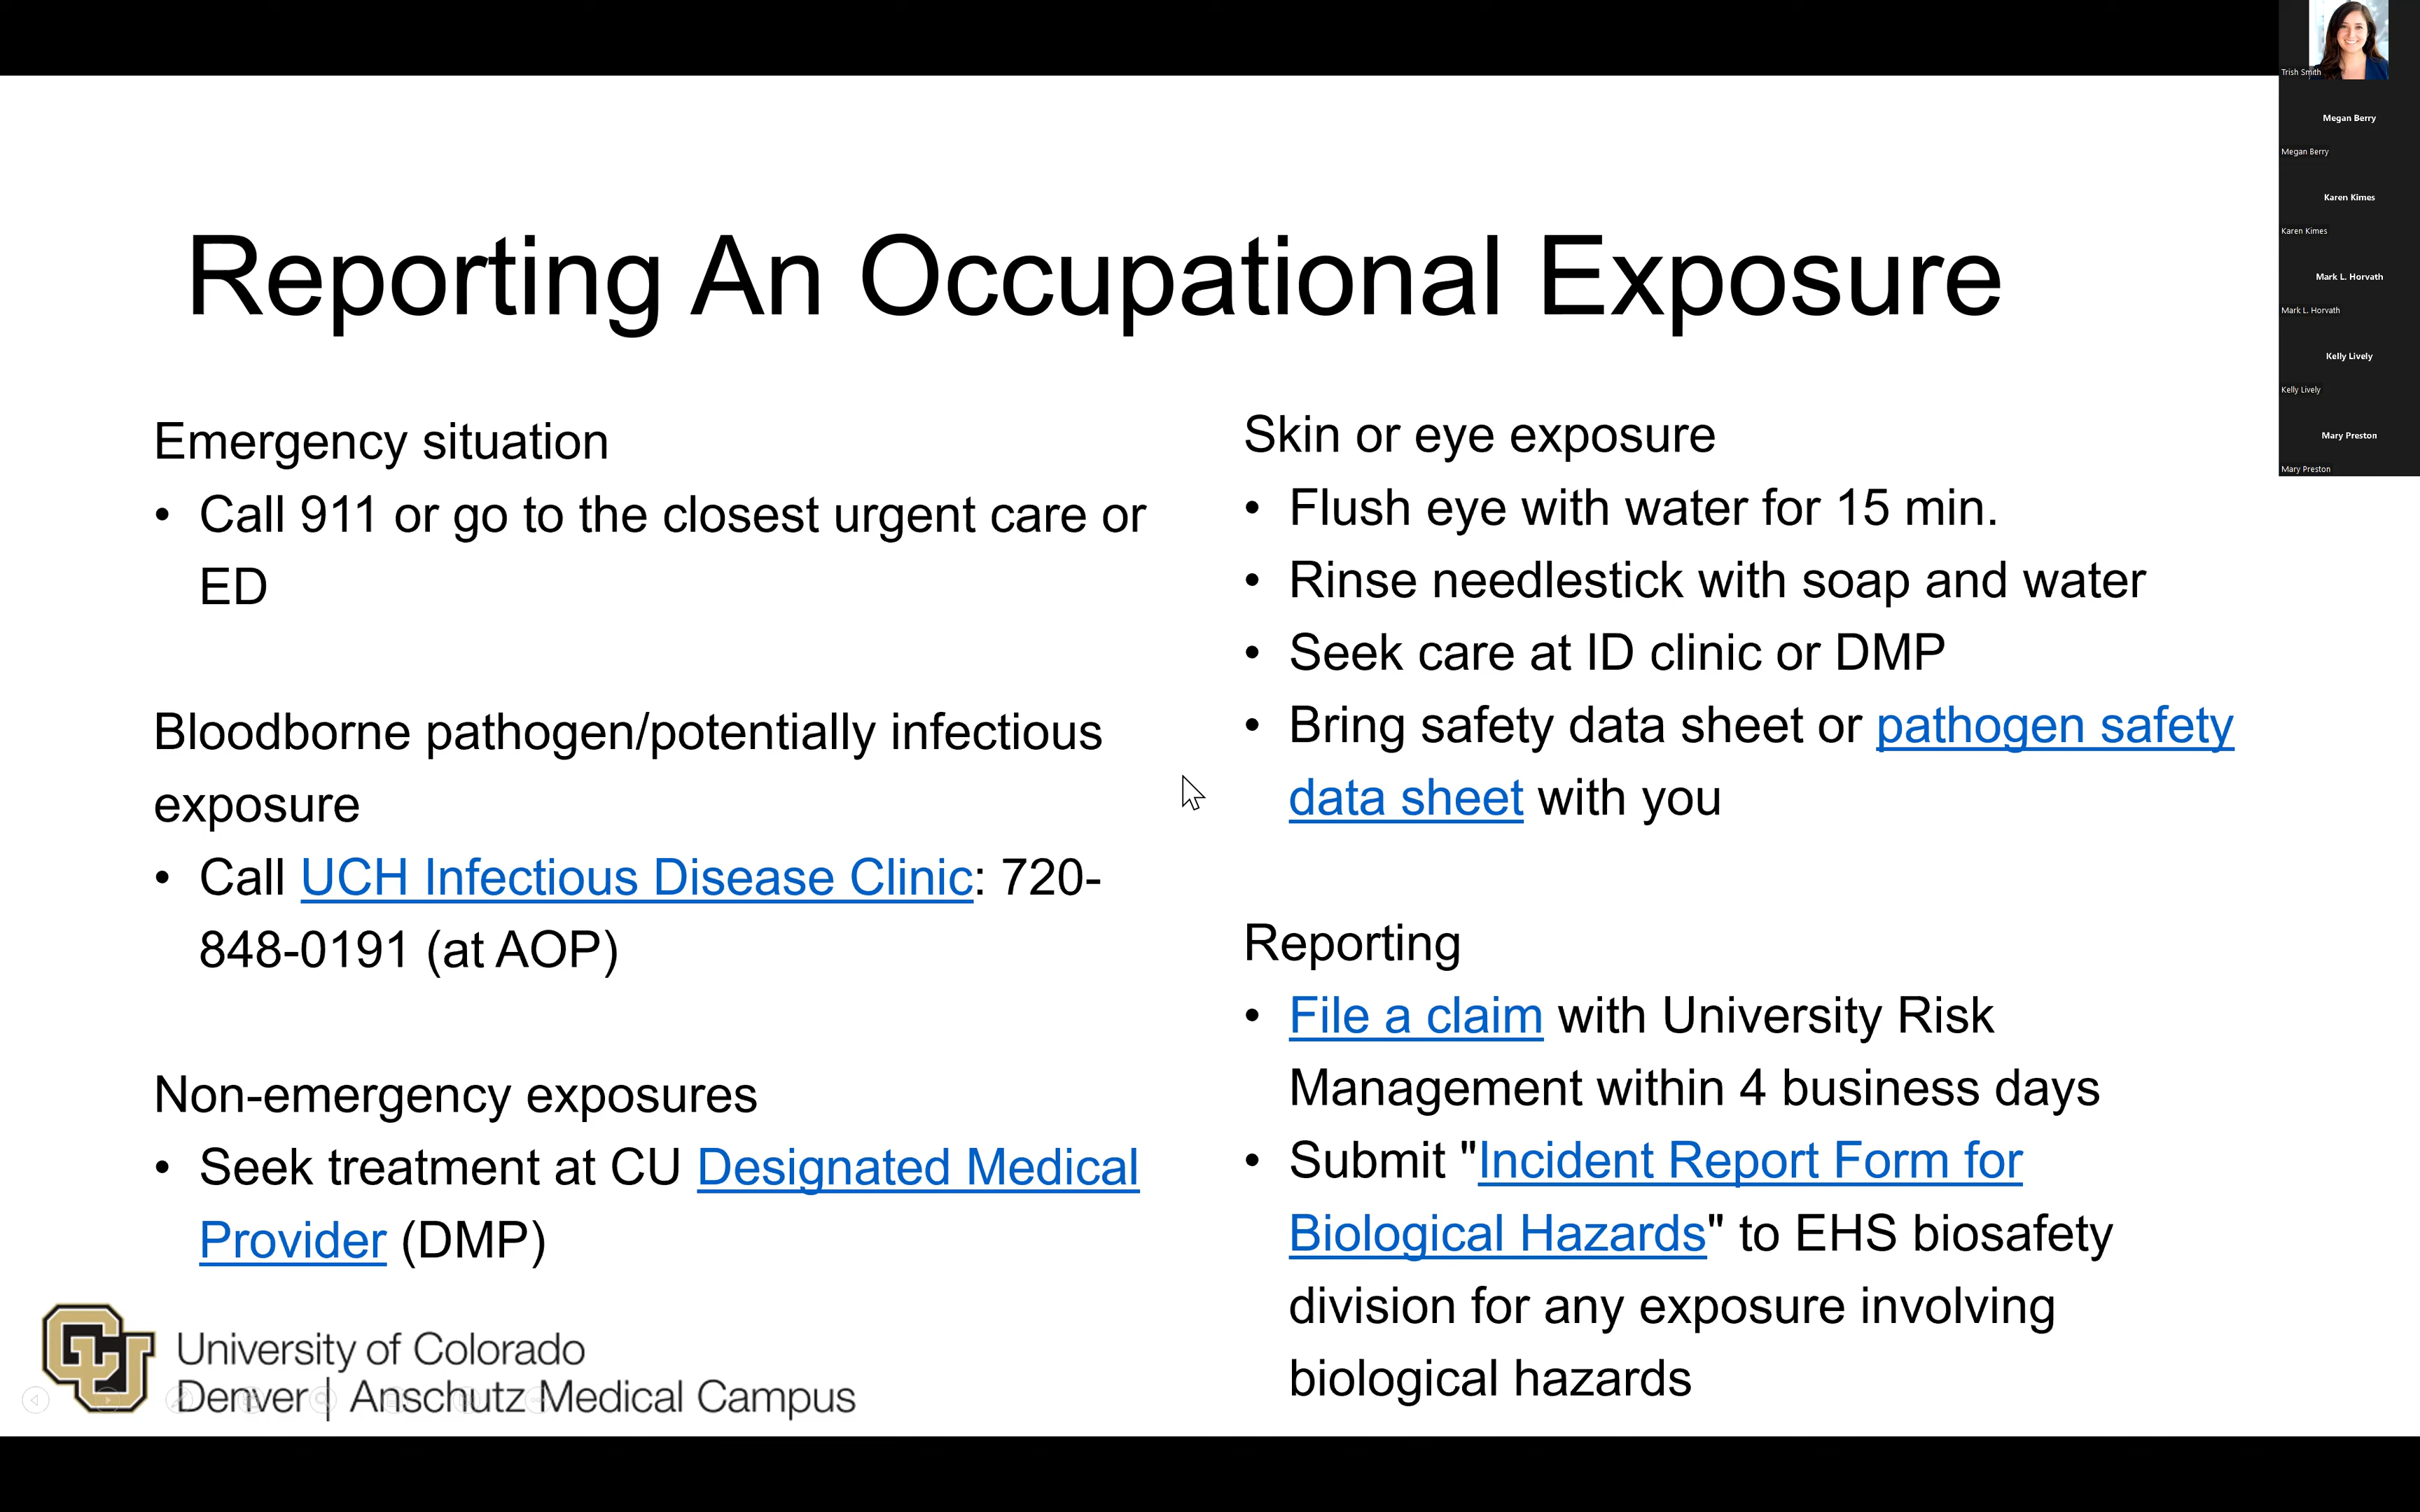 Reporting An Occupational Exposure
Emergency situation
• Call 911 or go to the closest urgent care or
ED
Bloodborne pathogen/potentially infectious
exposure
• Call UCH Infectious Disease Clinic: 720-
848-0191 (at AOP)
Non-emergency exposures
• Seek treatment at CU Designated Medical
Provider (DMP)
Skin or eye exposure
• Flush eye with water for 15 min.
• Rinse needlestick with soap and water
• Seek care at ID clinic or DMP
• Bring safety data sheet or pathogen safety
data sheet with you
Reporting
• File a claim with University Risk
Management within 4 business days
• Submit "Incident Report Form for
Biological Hazards" to EHS biosafety
division for any exposure involving
biological hazards
CU
University of Colorado
Denver | Anschutz Medical Campus
Trish Smith
Megan Berry
Megan Berry
Karen Kimes
Karen Kimes
Mark L. Horvath
Mark L. Horvath
Kelly Lively
Kelly Lively
Mary Preston
Mary Preston